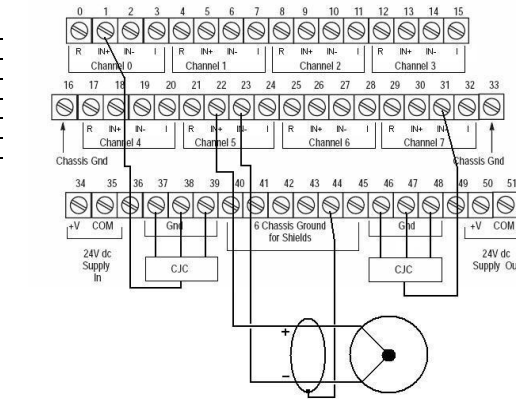 0 1 2 3 4 5 6 7 8 9 10 11 12 13 14 15
R IN+ IN- I R IN+ IN- I R IN+ IN- I R IN+ IN- I
Channel 0 Channel 1 Channel 2 Channel 3
16 17 18 19 20 21 22 23 24 25 26 27 28 29 30 31 32 33
R IN+ IN- I R IN+ IN- I R IN+ IN- I R IN+ IN- I
Channel 4 Channel 5 Channel 6 Channel 7
Chassis Gnd Chassis Gnd
34 35 36 37 38 39 40 41 42 43 44 45 46 47 48 49 50 51
+V COM Gnd 6 Chassis Ground Gnd +V COM
for Shields
24V dc 24V dc
Supply Supply
In
CJC CJC
+
−